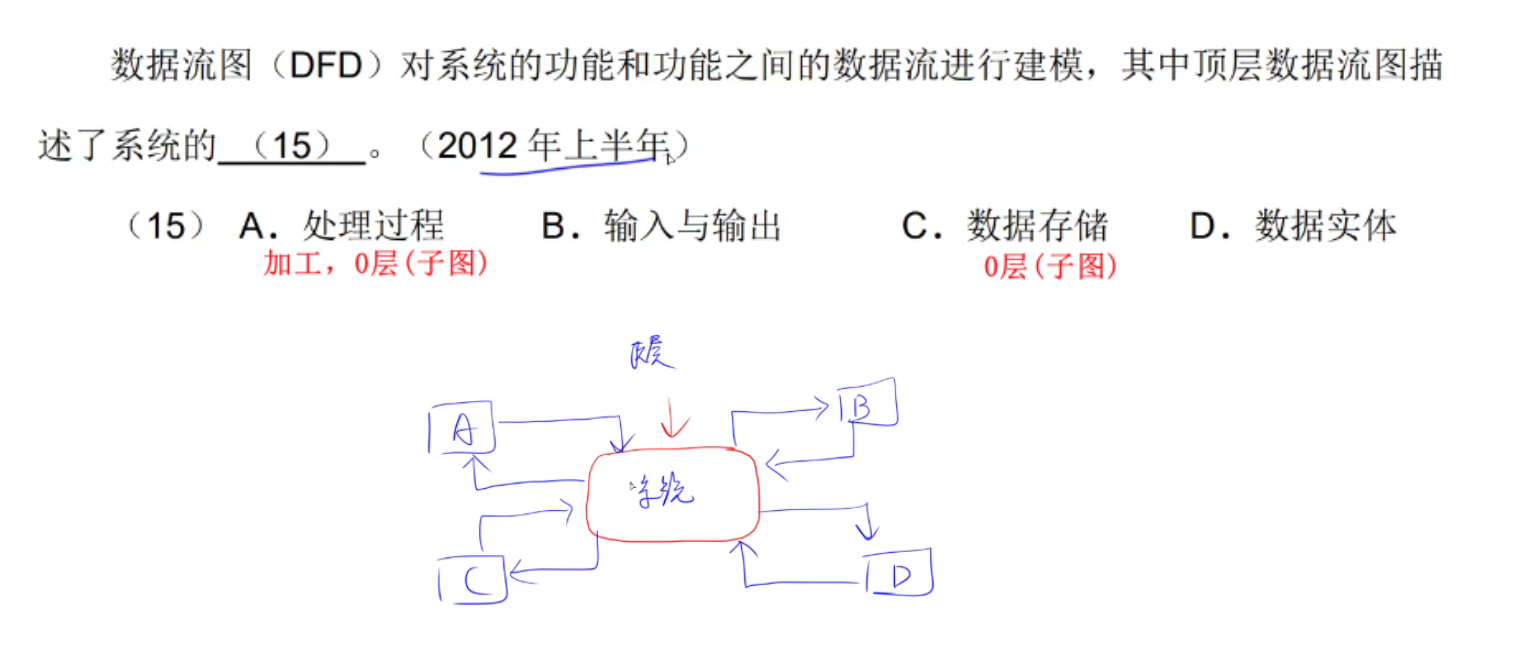 数据流图（DFD）对系统的功能和功能之间的数据流进行建模，其中顶层数据流图描
述了系统的 （15） 。（2012 年上半年）
（15） A．处理过程 B．输入与输出 C．数据存储 D．数据实体
加工，0层(子图) 0层(子图)
顶层
A B
系统
C D